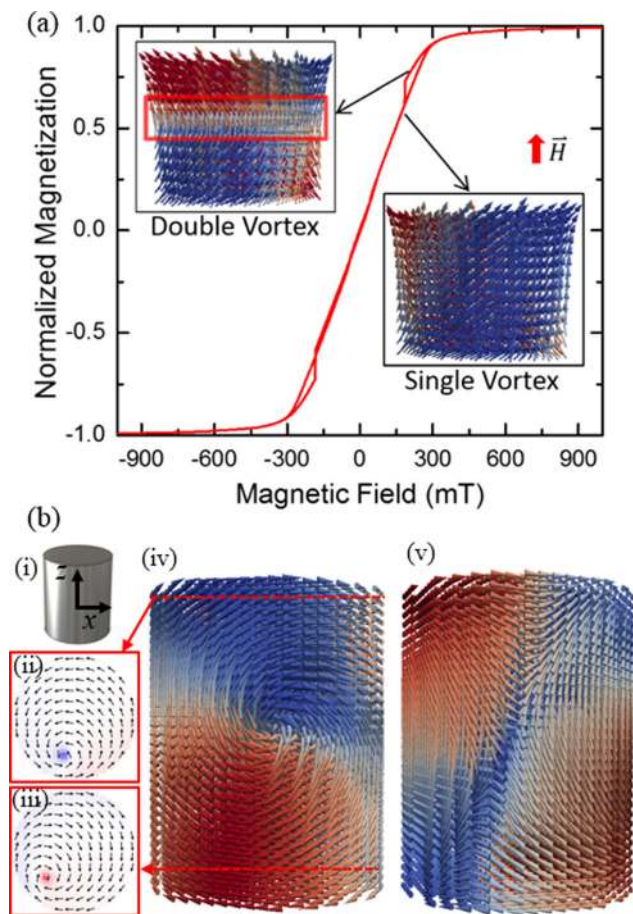 (a)
1.0
0.5
0.0
-0.5
-1.0
Normalized Magnetization
Double Vortex
H
Single Vortex
-900 -600 -300 0 300 600 900
Magnetic Field (mT)
(b)
(i)
z
x
(ii)
(iii)
(iv)
(v)